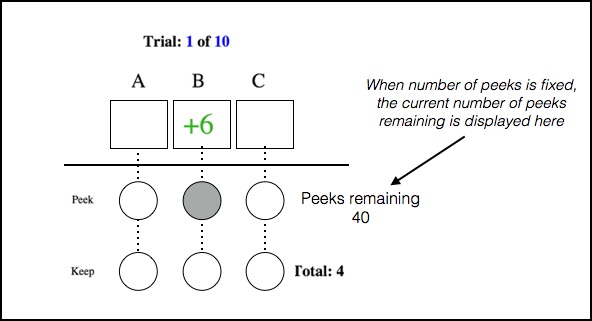 Trial: 1 of 10
A B C
+6
When number of peeks is fixed,
the current number of peeks
remaining is displayed here
Peek
Peeks remaining
40
Keep
Total: 4